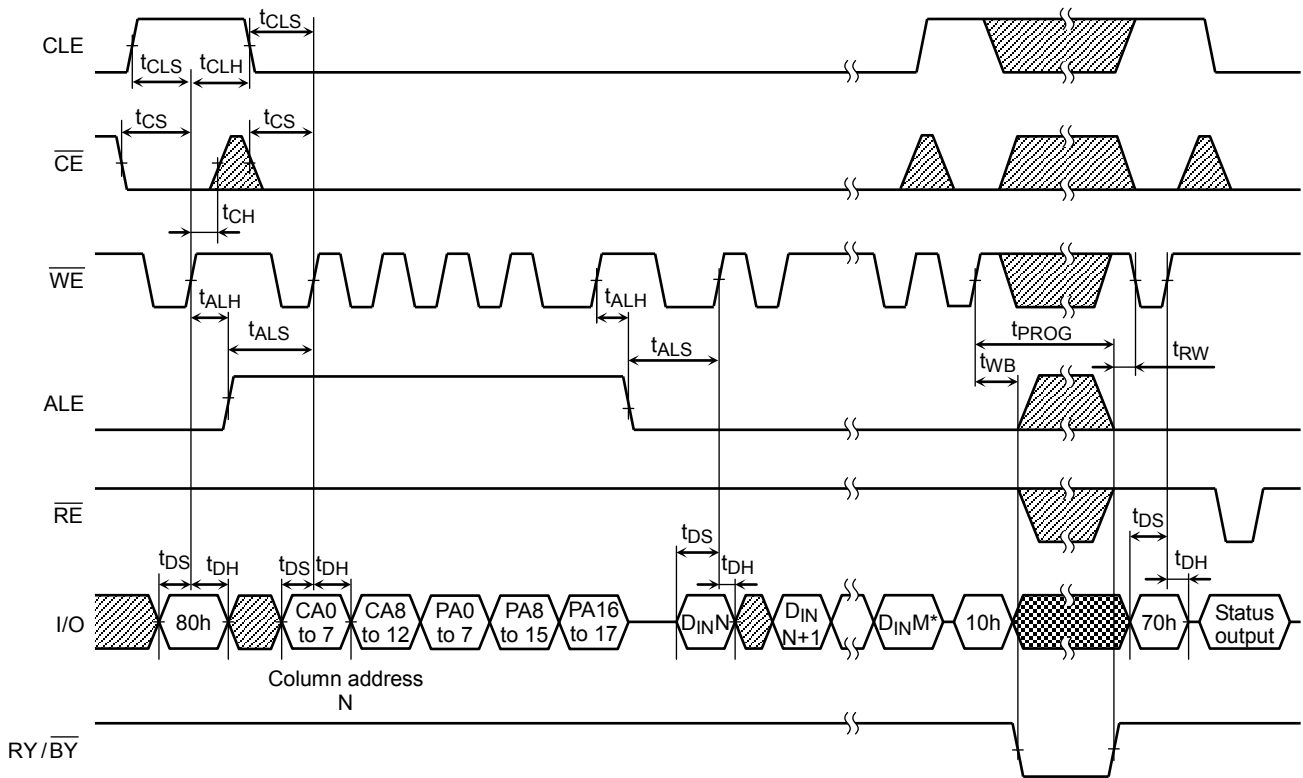 CLE
tCLS
tCLS
tCLH
CE
tCS
tCS
tCH
WE
tALH
tALS
tALH
tALS
tPROG
tWB
tRW
ALE
RE
tDS
tDH
tDS
tDH
tDS
tDH
tDS
tDH
I/O
80h
CA0
to 7
CA8
to 12
PA0
to 7
PA8
to 15
PA16
to 17
DINN
DIN
N+1
DINM*
10h
70h
Status
output
Column address
N
RY/BY